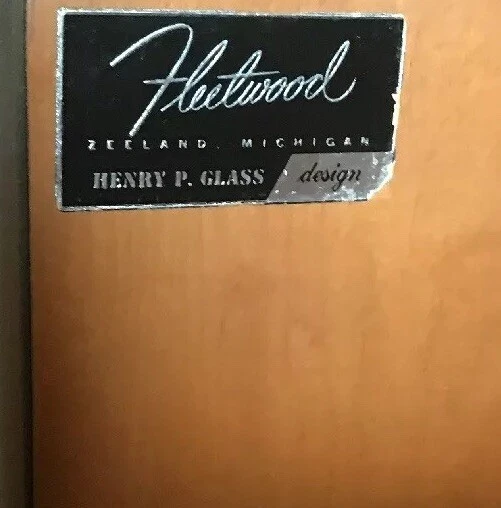 Fleetwood
ZEELAND, MICHIGAN
HENRY P. GLASS design